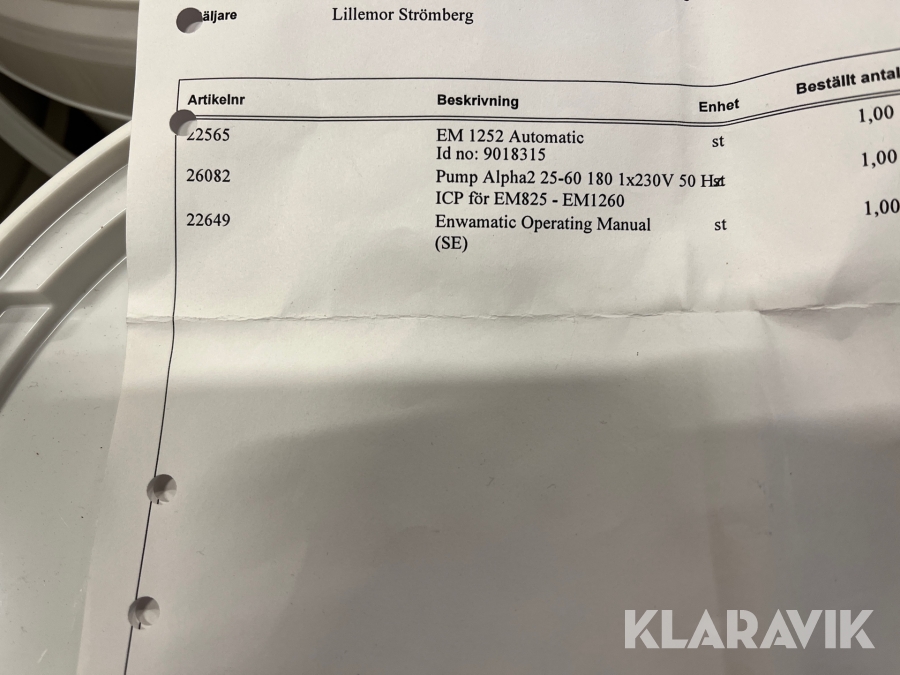 äljare Lillemor Strömberg
Artikelnr Beskrivning Enhet Beställt antal
22565 EM 1252 Automatic st 1,00
Id no: 9018315
26082 Pump Alpha2 25-60 180 1x230V 50 Hz st 1,00
ICP för EM825 - EM1260
22649 Enwamatic Operating Manual st 1,00
(SE)
KLARAVIK